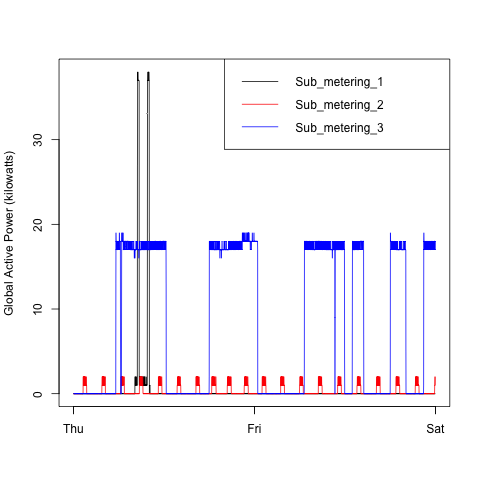 Sub_metering_1
Sub_metering_2
Sub_metering_3
Global Active Power (kilowatts)
30
20
10
0
Thu Fri Sat